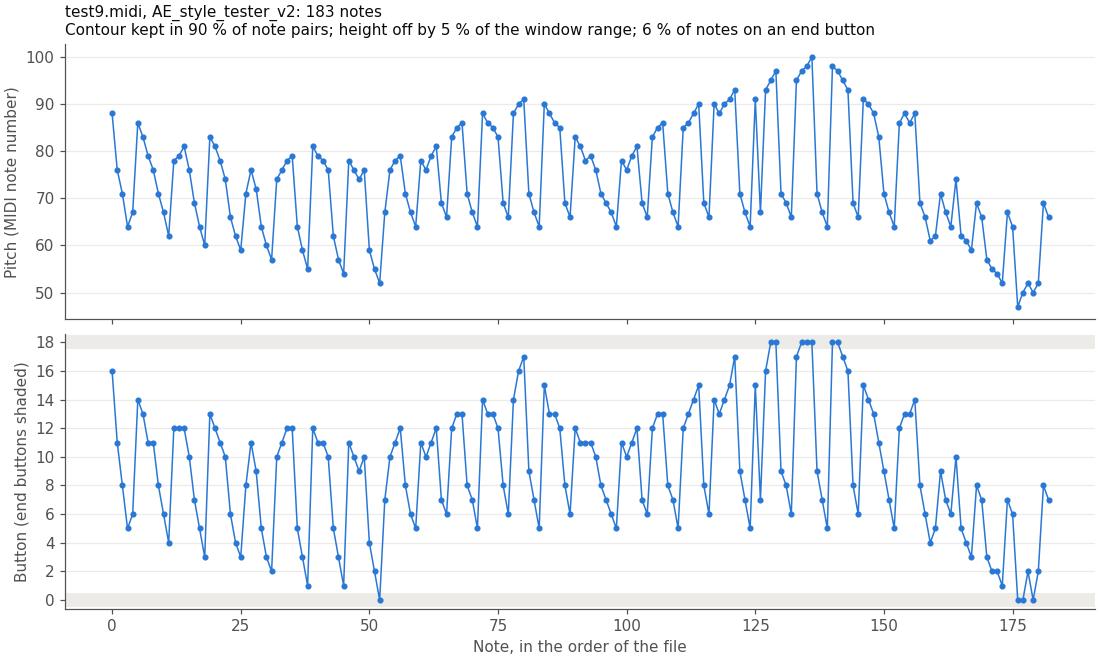 test9.midi, AE_style_tester_v2: 183 notes
Contour kept in 90 % of note pairs; height off by 5 % of the window range; 6 % of notes on an end button
Pitch (MIDI note number)
100
90
80
70
60
50
Button (end buttons shaded)
18
16
14
12
10
8
6
4
2
0
0 25 50 75 100 125 150 175
Note, in the order of the file